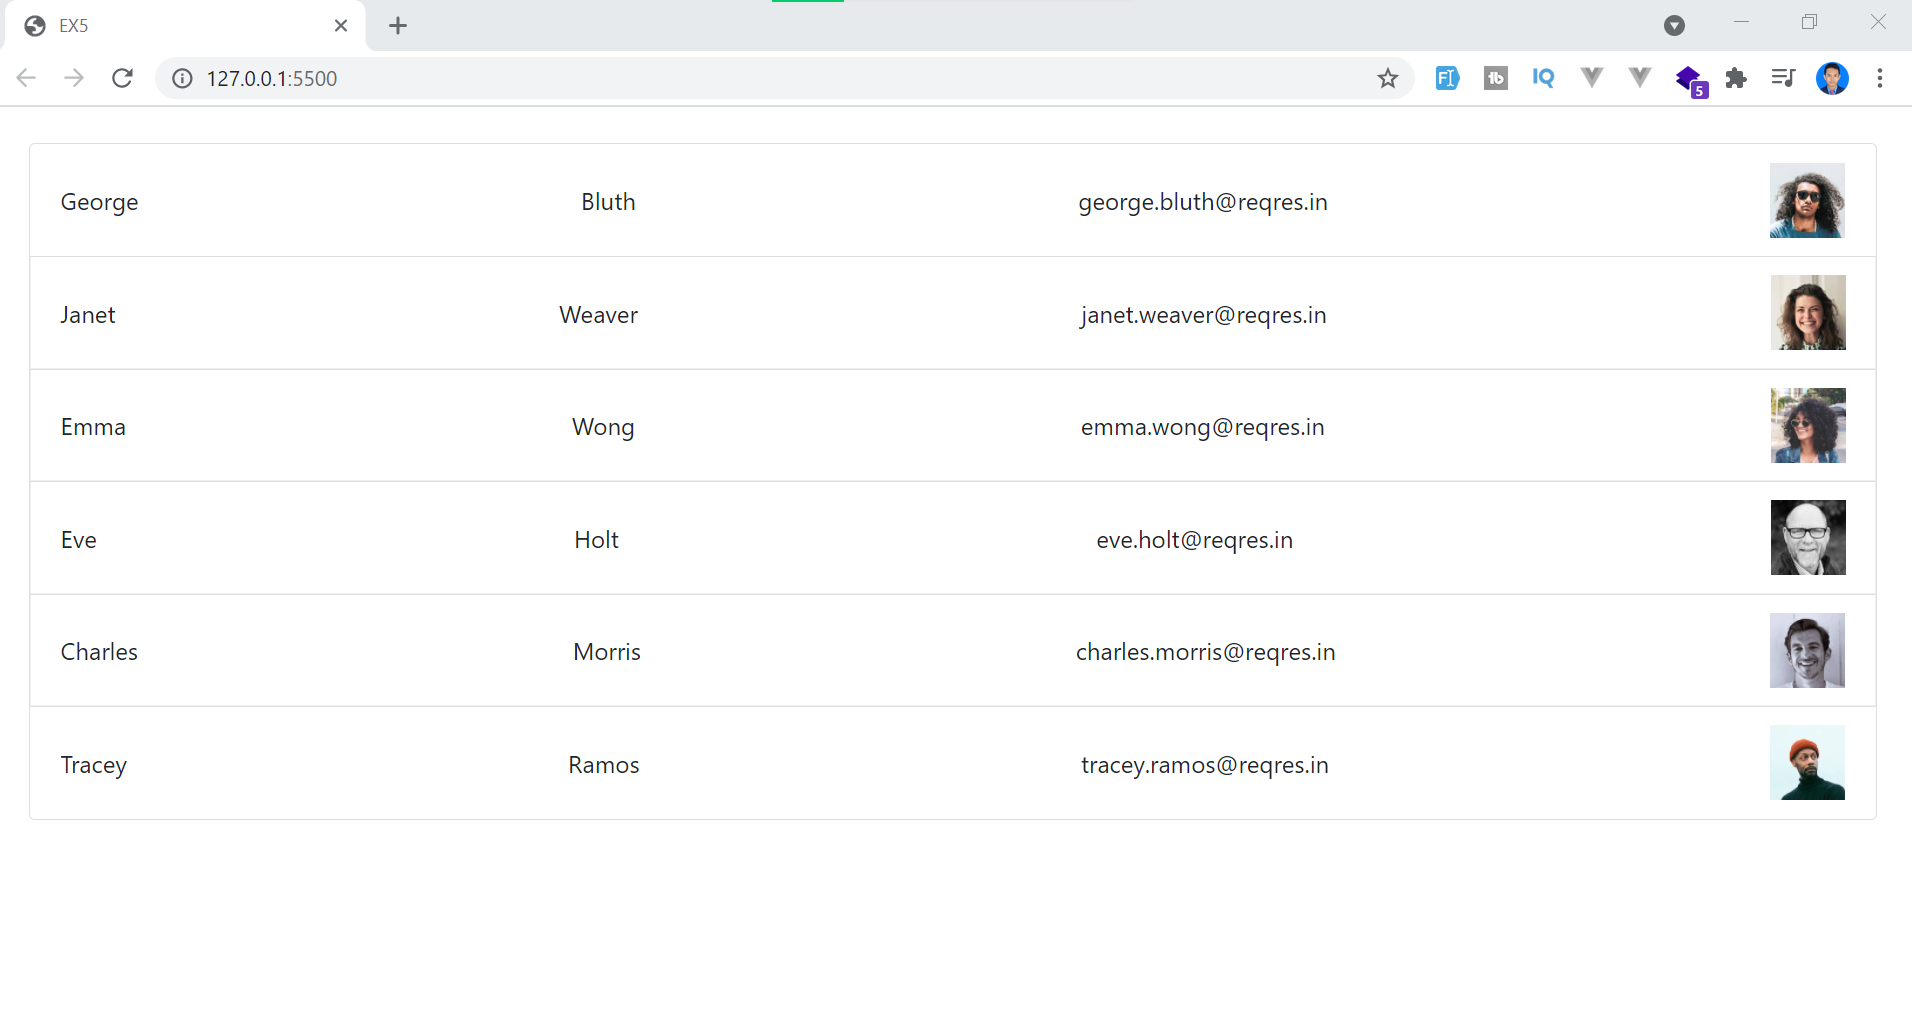 EX5
127.0.0.1:5500
F
tb
IQ
5
George Bluth george.bluth@reqres.in
Janet Weaver janet.weaver@reqres.in
Emma Wong emma.wong@reqres.in
Eve Holt eve.holt@reqres.in
Charles Morris charles.morris@reqres.in
Tracey Ramos tracey.ramos@reqres.in